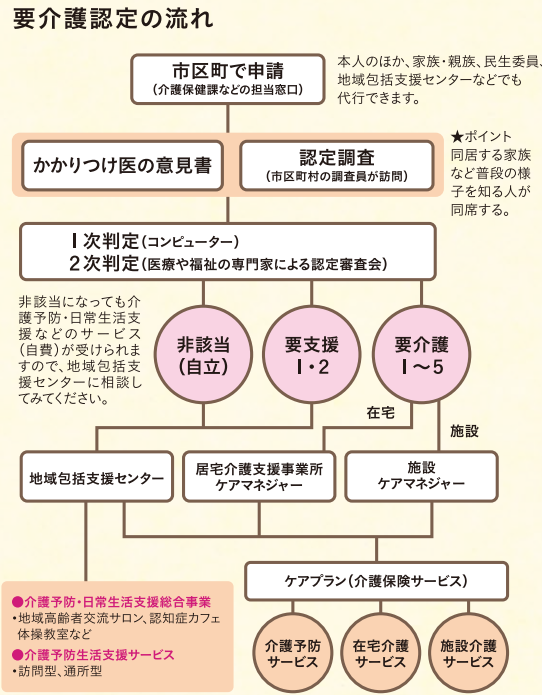 要介護認定の流れ
市区町で申請
(介護保健課などの担当窓口)
本人のほか、家族・親族、民生委員、
地域包括支援センターなどでも
代行できます。
かかりつけ医の意見書
認定調査
(市区町村の調査員が訪問)
★ポイント
同居する家族
など普段の様
子を知る人が
同席する。
1次判定(コンピューター)
2次判定(医療や福祉の専門家による認定審査会)
非該当になっても介
護予防・日常生活支
援などのサービス
(自費)が受けられま
すので、地域包括支
援センターに相談し
てみてください。
非該当
(自立)
要支援
1・2
要介護
1〜5
在宅
施設
地域包括支援センター
居宅介護支援事業所
ケアマネジャー
施設
ケアマネジャー
ケアプラン(介護保険サービス)
●介護予防・日常生活支援総合事業
・地域高齢者交流サロン、認知症カフェ
体操教室など
●介護予防生活支援サービス
・訪問型、通所型
介護予防
サービス
在宅介護
サービス
施設介護
サービス